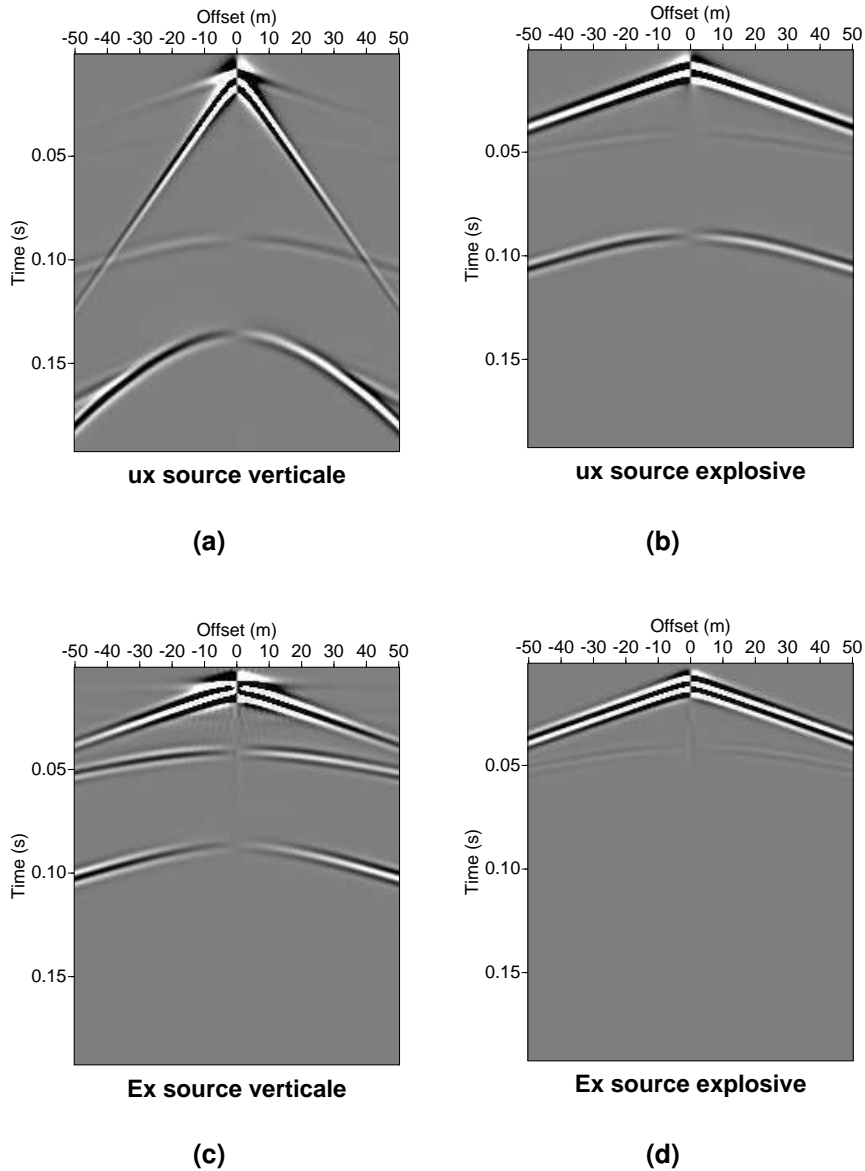 Offset (m)
-50 -40 -30 -20 -10 0 10 20 30 40 50
0.05
0.10
0.15
Time (s)
ux source verticale
(a)
Offset (m)
-50 -40 -30 -20 -10 0 10 20 30 40 50
0.05
0.10
0.15
Time (s)
ux source explosive
(b)
Offset (m)
-50 -40 -30 -20 -10 0 10 20 30 40 50
0.05
0.10
0.15
Time (s)
Ex source verticale
(c)
Offset (m)
-50 -40 -30 -20 -10 0 10 20 30 40 50
0.05
0.10
0.15
Time (s)
Ex source explosive
(d)